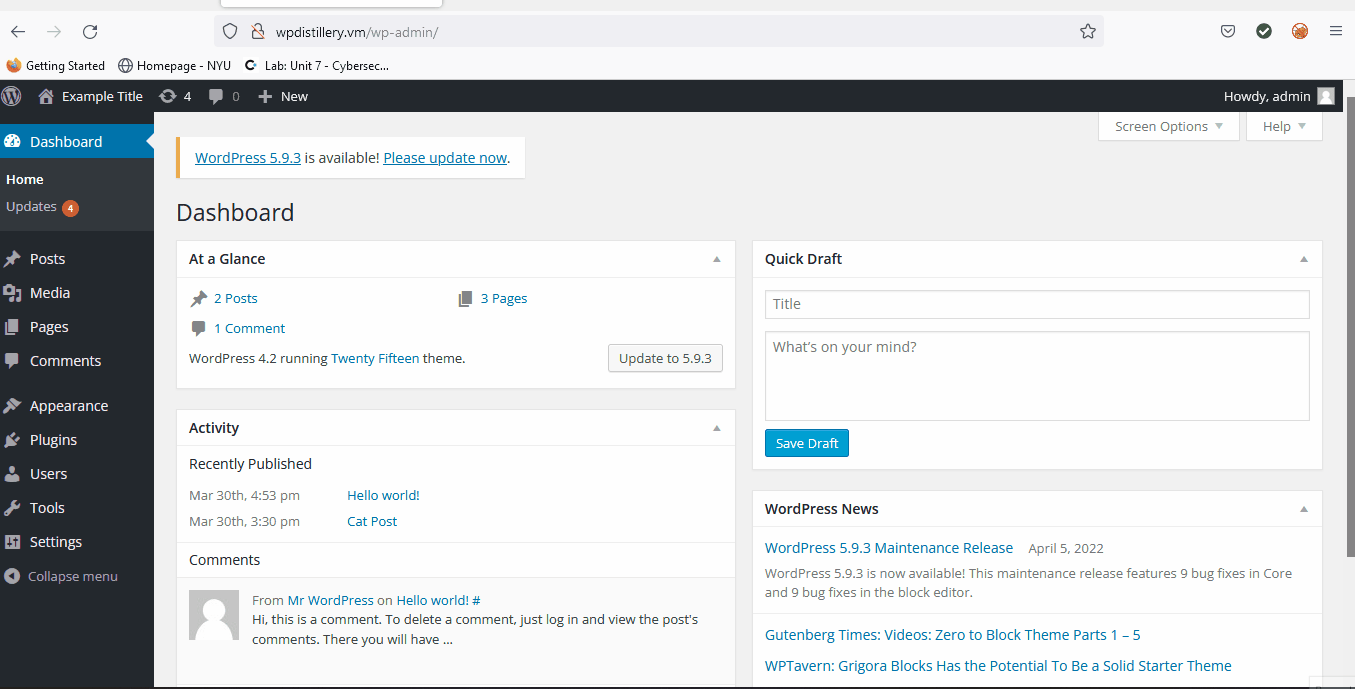 wpdistillery.vm/wp-admin/
Getting Started Homepage - NYU Lab: Unit 7 - Cybersec...
Example Title 4 0 New Howdy, admin
Screen Options Help
Dashboard
Home
Updates 4
Posts
Media
Pages
Comments
Appearance
Plugins
Users
Tools
Settings
Collapse menu
WordPress 5.9.3 is available! Please update now.
Dashboard
At a Glance
2 Posts 3 Pages
1 Comment
WordPress 4.2 running Twenty Fifteen theme. Update to 5.9.3
Activity
Recently Published
Mar 30th, 4:53 pm Hello world!
Mar 30th, 3:30 pm Cat Post
Comments
From Mr WordPress on Hello world! #
Hi, this is a comment. To delete a comment, just log in and view the post's
comments. There you will have ...
Quick Draft
Title
What's on your mind?
Save Draft
WordPress News
WordPress 5.9.3 Maintenance Release April 5, 2022
WordPress 5.9.3 is now available! This maintenance release features 9 bug fixes in Core
and 9 bug fixes in the block editor.
Gutenberg Times: Videos: Zero to Block Theme Parts 1 – 5
WPTavern: Grigora Blocks Has the Potential To Be a Solid Starter Theme